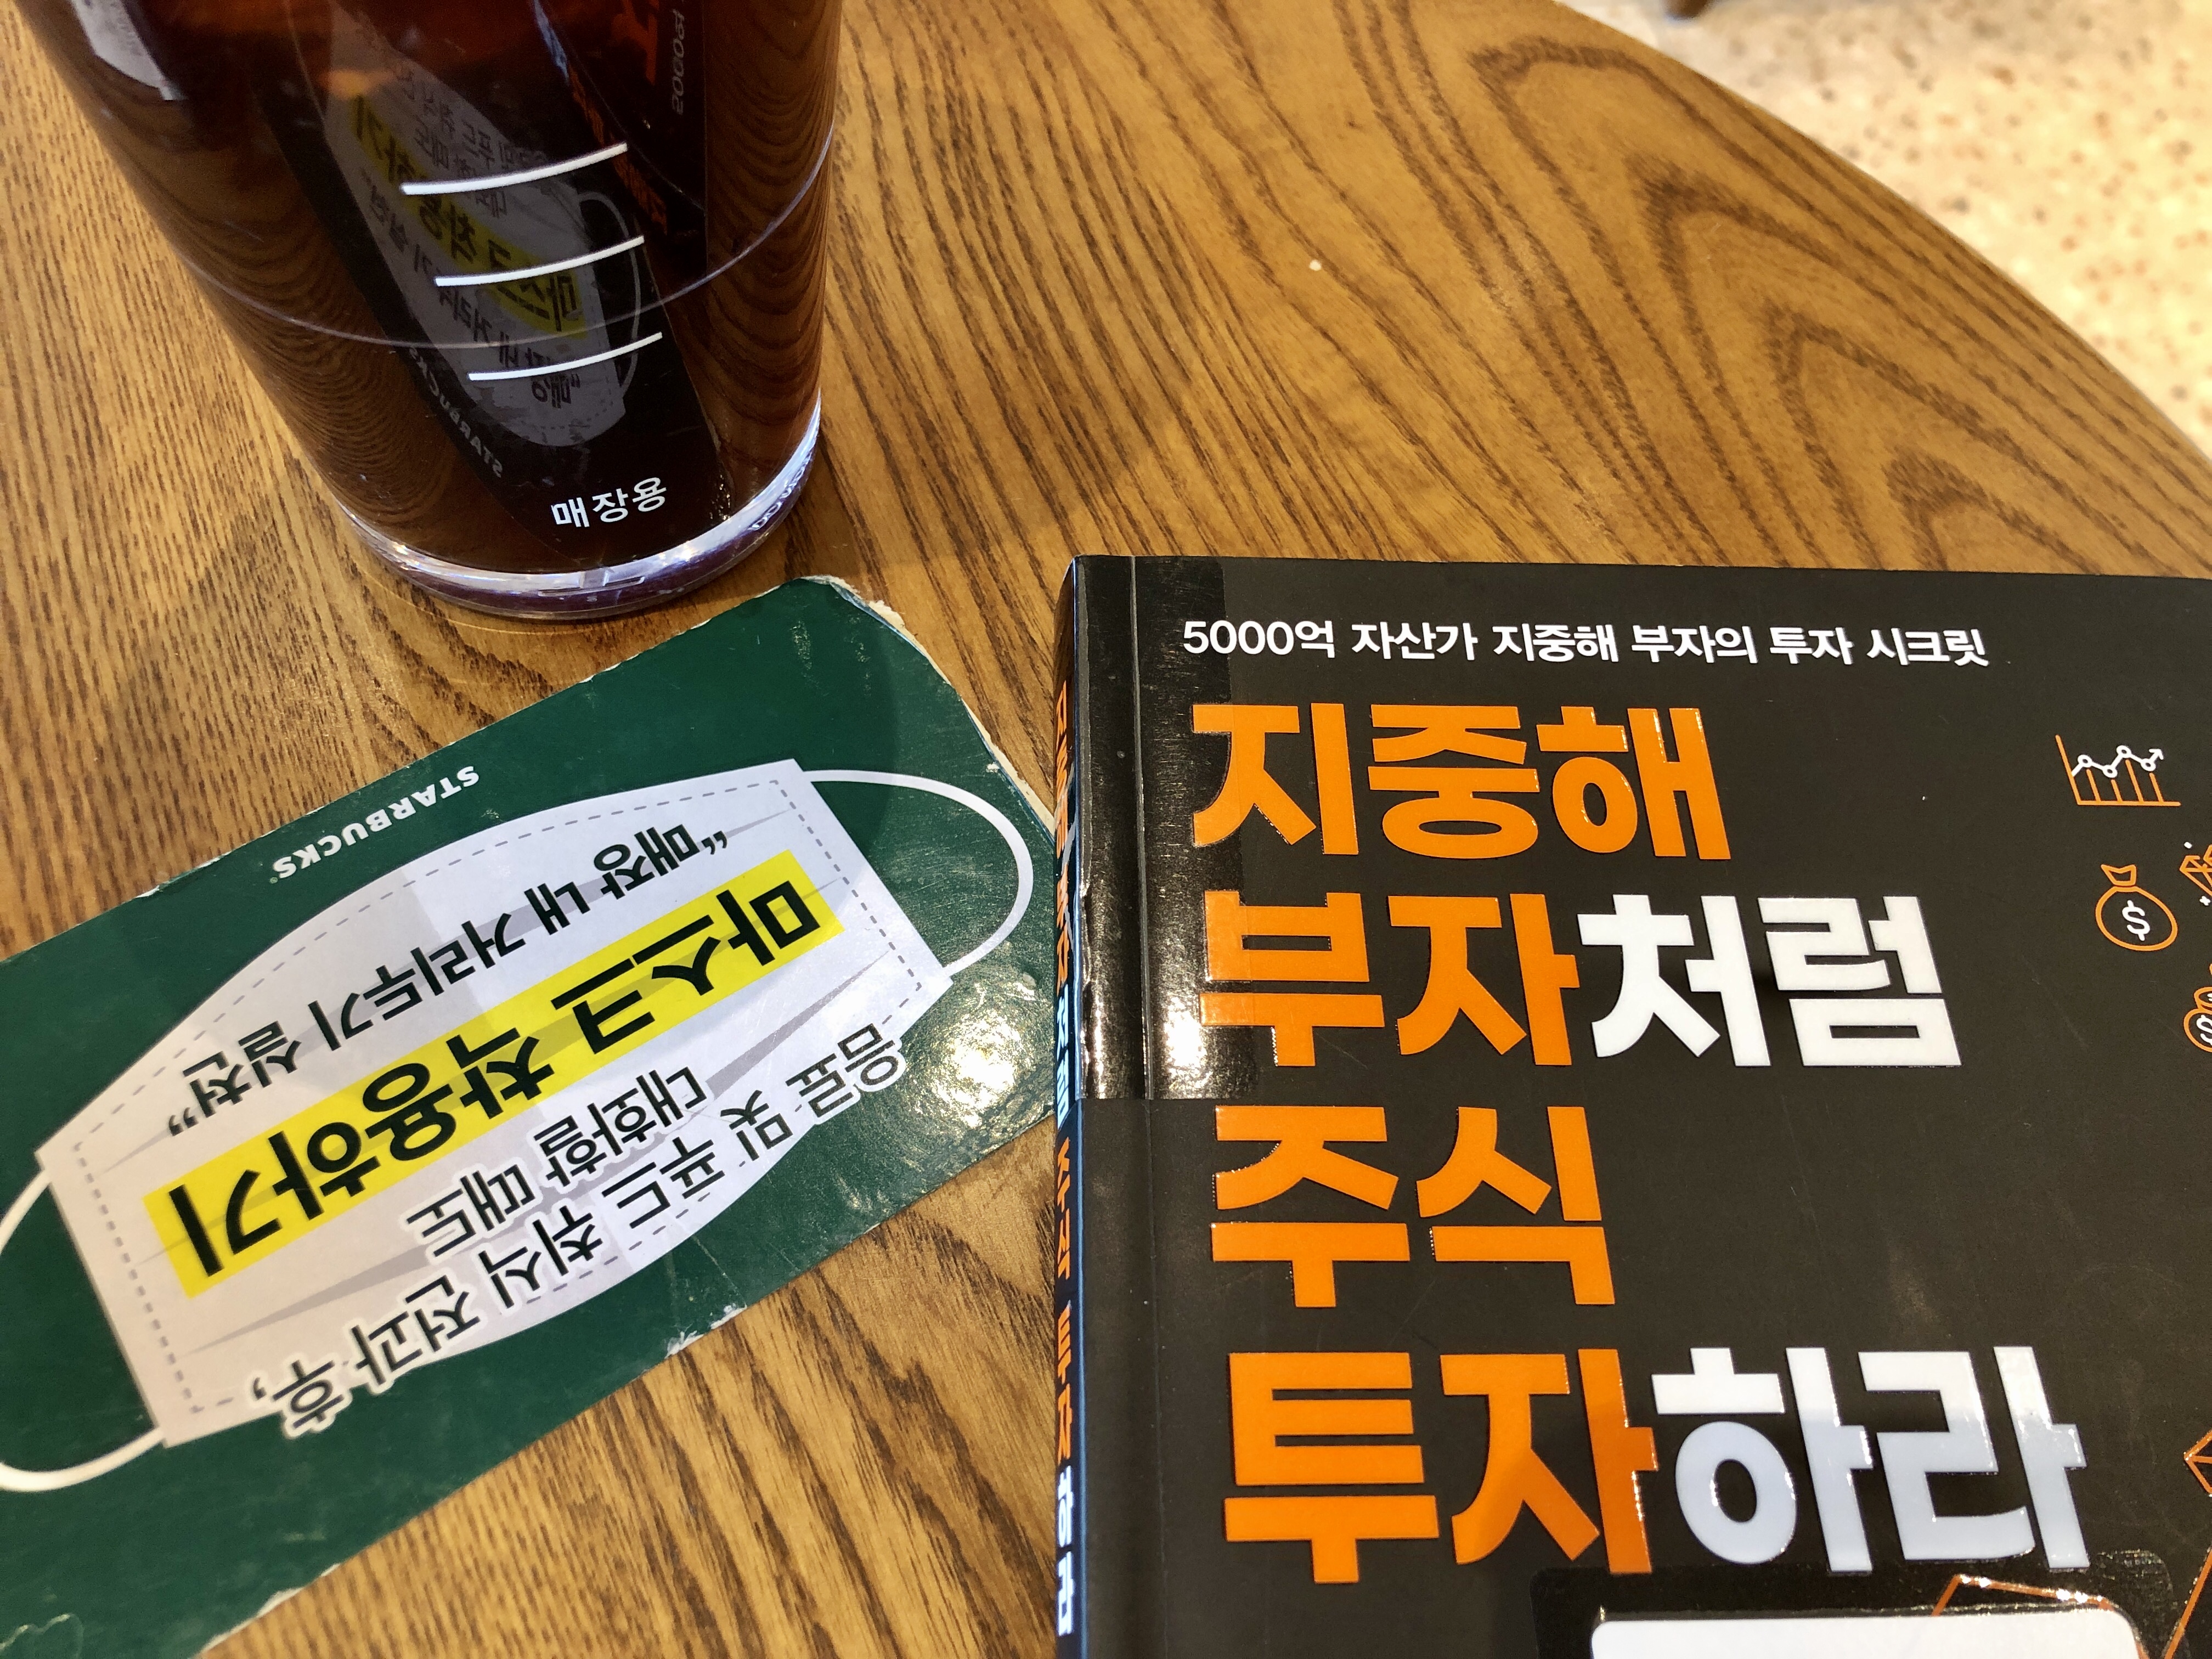 매장용
STARBUCKS
“매장 내 거리두기 실천”
마스크 착용하기
음료 및 푸드 취식 전과 후,
대화할 때도
5000억 자산가 지중해 부자의 투자 시크릿
지중해
부자처럼
주식
투자하라